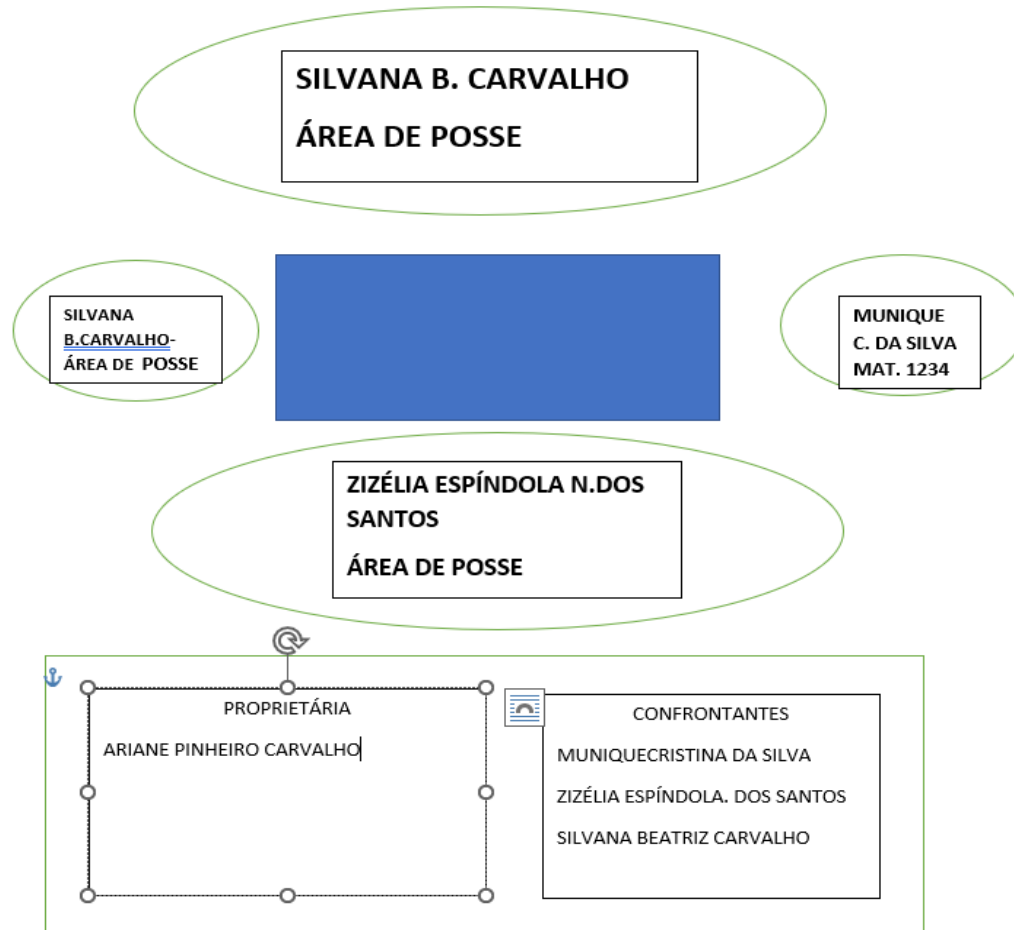 SILVANA B. CARVALHO
ÁREA DE POSSE
SILVANA
B.CARVALHO-
ÁREA DE POSSE
MUNIQUE
C. DA SILVA
MAT. 1234
ZIZÉLIA ESPÍNDOLA N.DOS
SANTOS
ÁREA DE POSSE
PROPRIETÁRIA
ARIANE PINHEIRO CARVALHO
CONFRONTANTES
MUNIQUECRISTINA DA SILVA
ZIZÉLIA ESPÍNDOLA. DOS SANTOS
SILVANA BEATRIZ CARVALHO